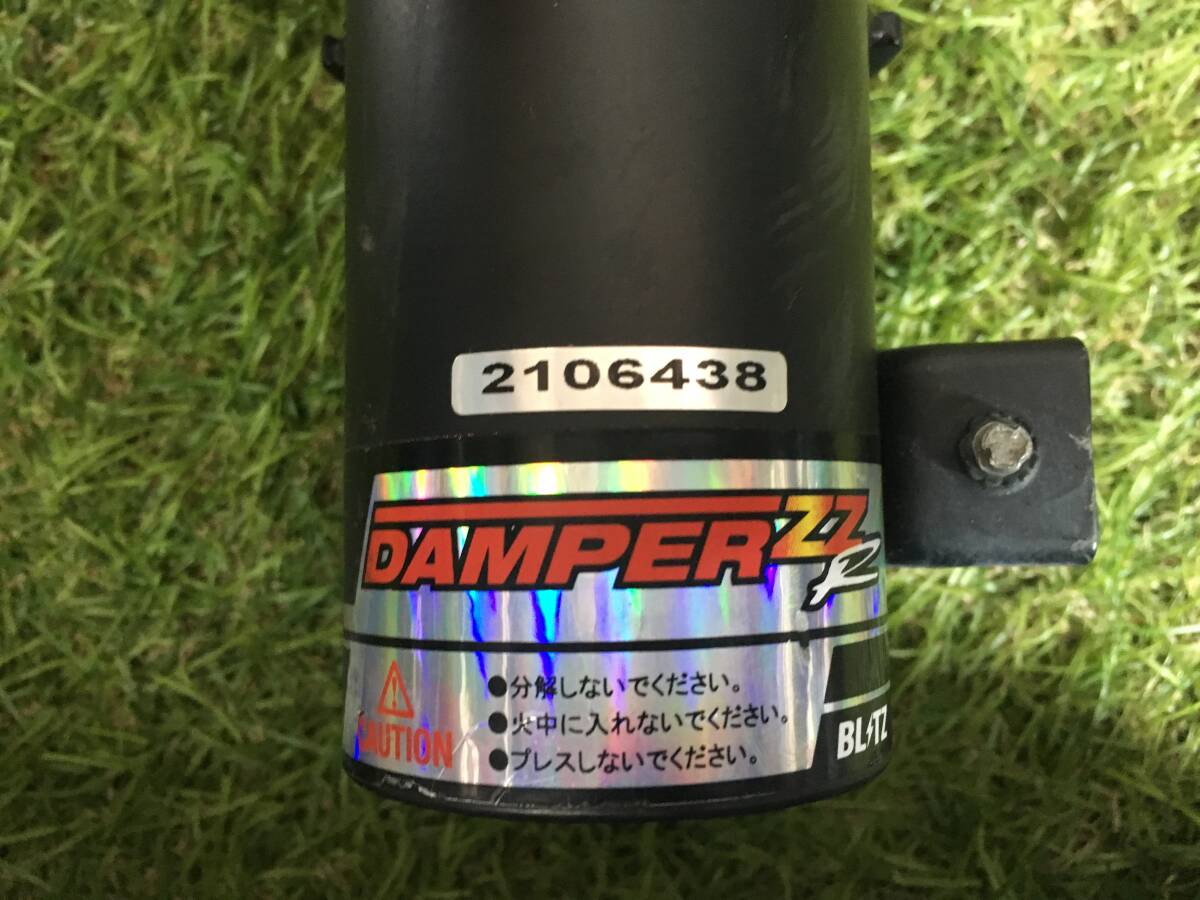 2106438
DAMPER ZZ R
CAUTION
●分解しないでください。
●火中に入れないでください。
●プレスしないでください。
BLITZ